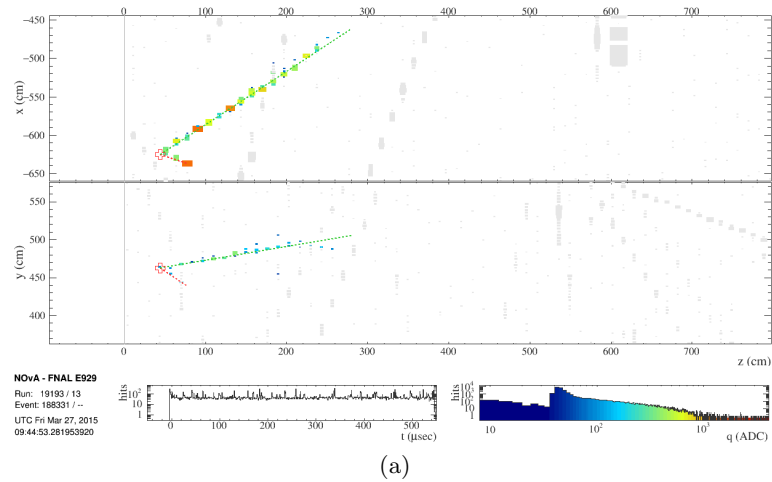 0 100 200 300 400 500 600 700 800
−450
−500
−550
−600
−650
x (cm)
550
500
450
400
y (cm)
0 100 200 300 400 500 600 700
z (cm)
NOvA - FNAL E929
Run: 19193 / 13
Event: 188331 / --
UTC Fri Mar 27, 2015
09:44:53.281953920
hits
10²
1
0 100 200 300 400 500
t (μsec)
hits
10⁴
10³
10²
10
1
10 10² 10³
q (ADC)
(a)